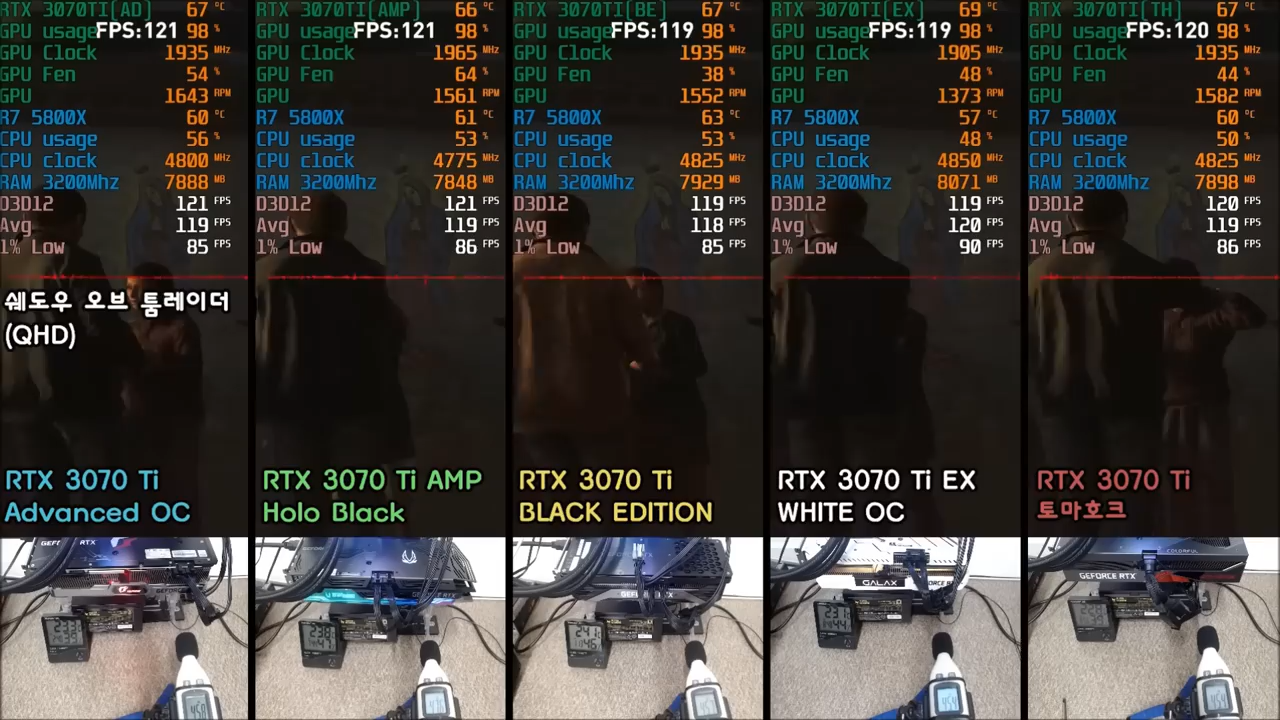 RTX 3070TI(AD) 67 °C
FPS:121
GPU usage 98 %
GPU Clock 1935 MHz
GPU Fen 54 %
GPU 1643 RPM
R7 5800X 60 °C
CPU usage 56 %
CPU clock 4800 MHz
RAM 3200Mhz 7888 MB
D3D12 121 FPS
Avg 119 FPS
1% Low 85 FPS
쉐도우 오브 툼레이더
(QHD)
RTX 3070 Ti
Advanced OC
RTX 3070TI(AMP) 66 °C
FPS:121
GPU usage 98 %
GPU Clock 1965 MHz
GPU Fen 64 %
GPU 1561 RPM
R7 5800X 61 °C
CPU usage 53 %
CPU clock 4775 MHz
RAM 3200Mhz 7848 MB
D3D12 121 FPS
Avg 119 FPS
1% Low 86 FPS
RTX 3070 Ti AMP
Holo Black
RTX 3070TI(BE) 67 °C
FPS:119
GPU usage 98 %
GPU Clock 1935 MHz
GPU Fen 38 %
GPU 1552 RPM
R7 5800X 63 °C
CPU usage 53 %
CPU clock 4825 MHz
RAM 3200Mhz 7929 MB
D3D12 119 FPS
Avg 118 FPS
1% Low 85 FPS
RTX 3070 Ti
BLACK EDITION
RTX 3070TI(EX) 69 °C
FPS:119
GPU usage 98 %
GPU Clock 1905 MHz
GPU Fen 48 %
GPU 1373 RPM
R7 5800X 57 °C
CPU usage 48 %
CPU clock 4850 MHz
RAM 3200Mhz 8071 MB
D3D12 119 FPS
Avg 120 FPS
1% Low 90 FPS
RTX 3070 Ti EX
WHITE OC
GALAX
RTX 3070TI(TH) 67 °C
FPS:120
GPU usage 98 %
GPU Clock 1935 MHz
GPU Fen 44 %
GPU 1582 RPM
R7 5800X 60 °C
CPU usage 50 %
CPU clock 4825 MHz
RAM 3200Mhz 7898 MB
D3D12 120 FPS
Avg 119 FPS
1% Low 86 FPS
RTX 3070 Ti
토마호크
COLORFUL
GEFORCE RTX